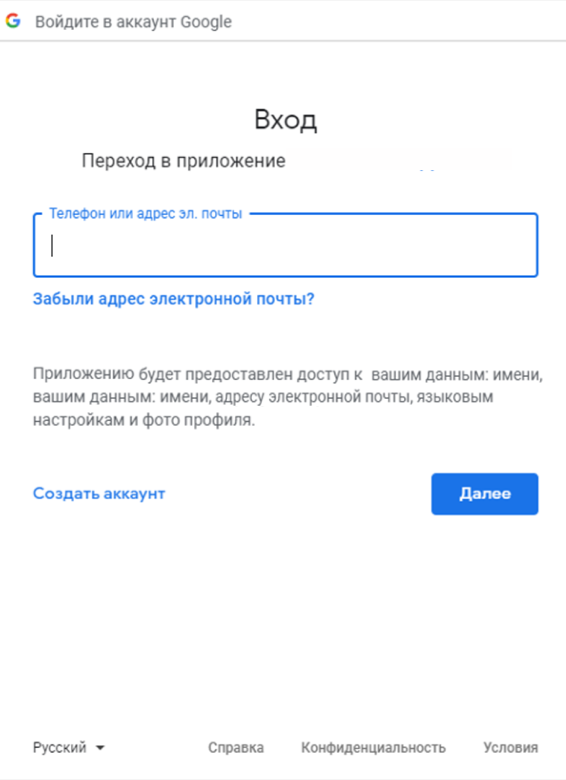 Войдите в аккаунт Google
Вход
Переход в приложение
Телефон или адрес эл. почты
Забыли адрес электронной почты?
Приложению будет предоставлен доступ к вашим данным: имени,
вашим данным: имени, адресу электронной почты, языковым
настройкам и фото профиля.
Создать аккаунт
Далее
Русский
Справка
Конфиденциальность
Условия